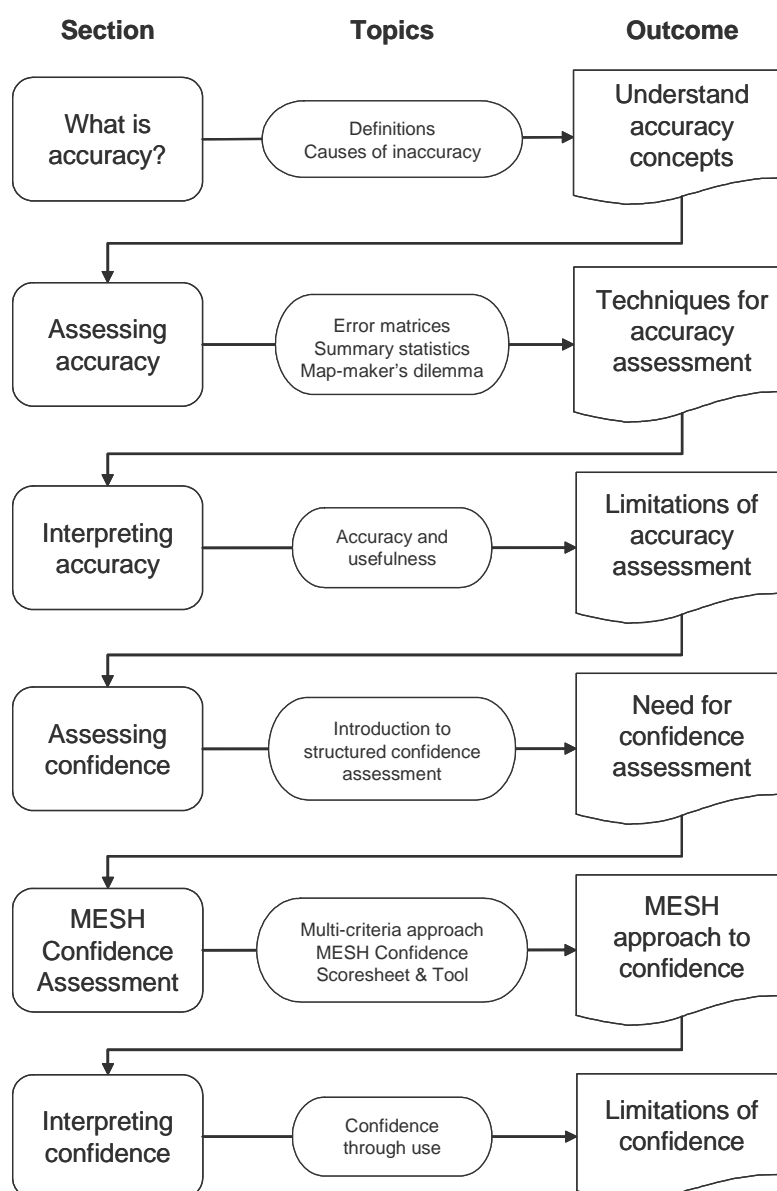 Section Topics Outcome
What is
accuracy?
Definitions
Causes of inaccuracy
Understand
accuracy
concepts
Assessing
accuracy
Error matrices
Summary statistics
Map-maker's dilemma
Techniques for
accuracy
assessment
Interpreting
accuracy
Accuracy and
usefulness
Limitations of
accuracy
assessment
Assessing
confidence
Introduction to
structured confidence
assessment
Need for
confidence
assessment
MESH
Confidence
Assessment
Multi-criteria approach
MESH Confidence
Scoresheet & Tool
MESH
approach to
confidence
Interpreting
confidence
Confidence
through use
Limitations of
confidence